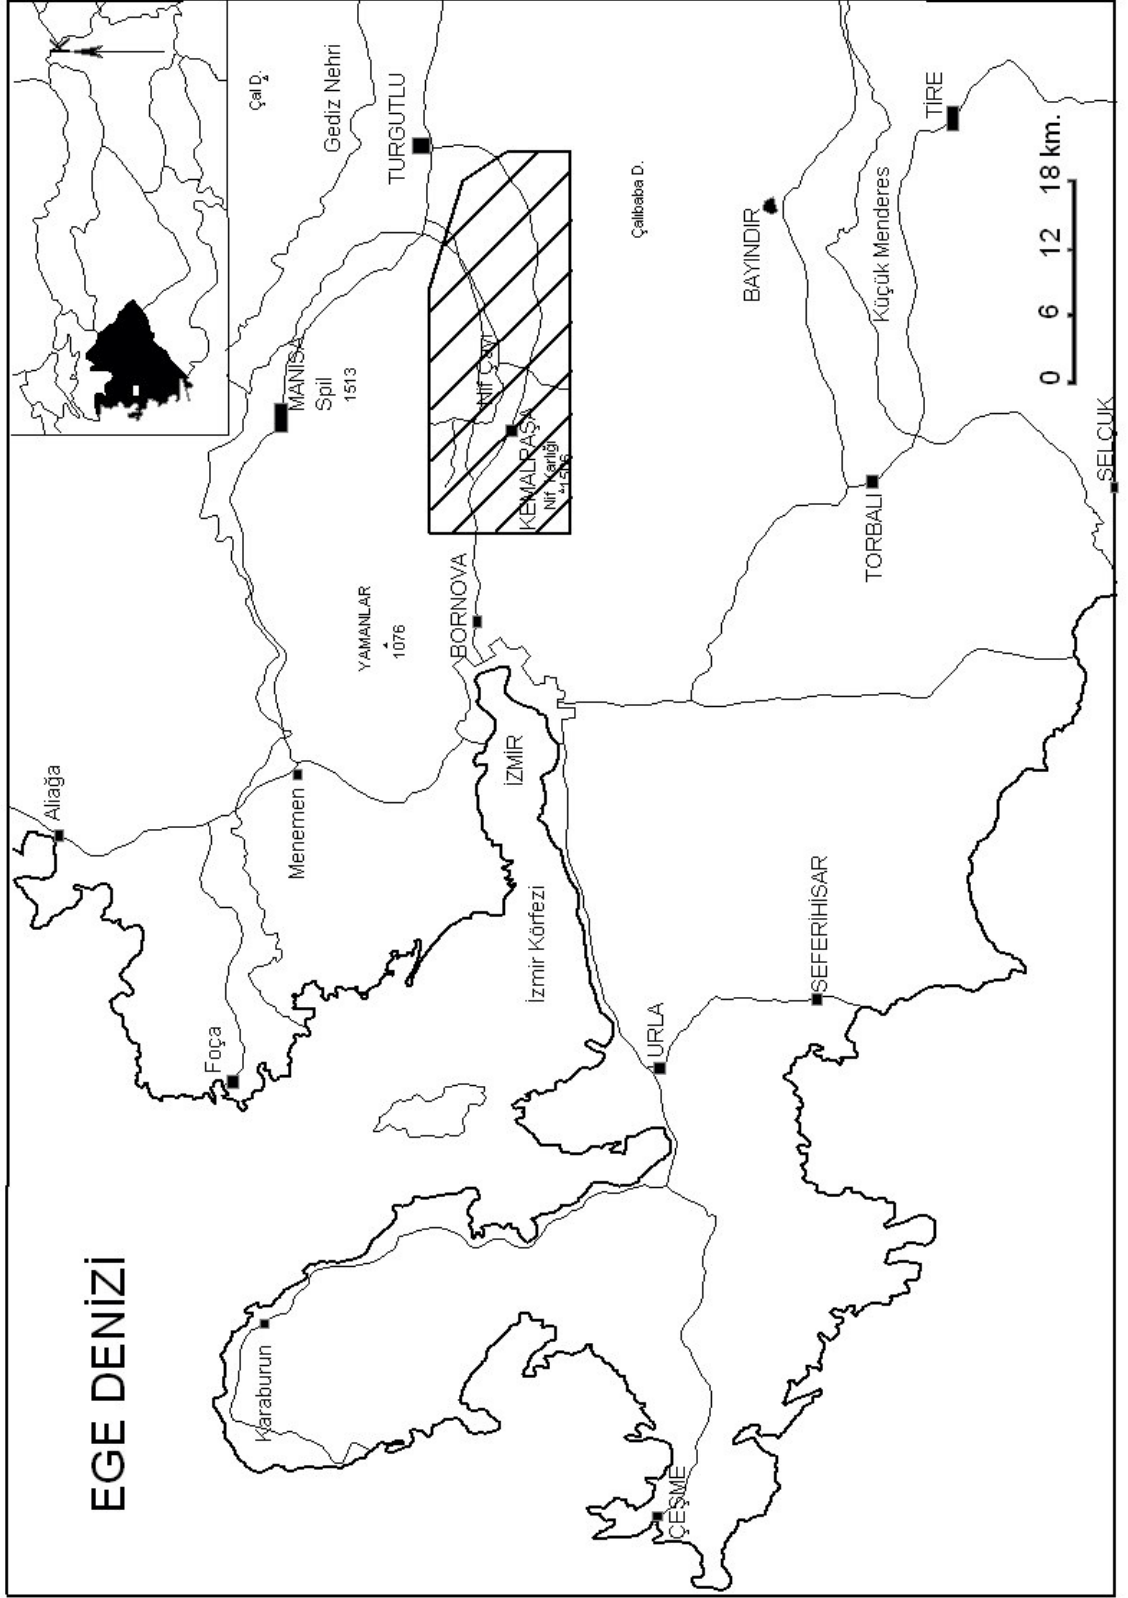 EGE DENİZİ
Karaburun
ÇEŞME
Foça
URLA
SEFERİHİSAR
İzmir Körfezi
Aliağa
Menemen
İZMİR
YAMANLAR
1076
BORNOVA
MANİSA
Spil
1513
Nif Çayı
KEMALPAŞA
Nif Karlığı
TORBALI
SELÇUK
Çal D.
Gediz Nehri
TURGUTLU
Çalıbaba D.
BAYINDIR
Küçük Menderes
TİRE
0 6 12 18 km.